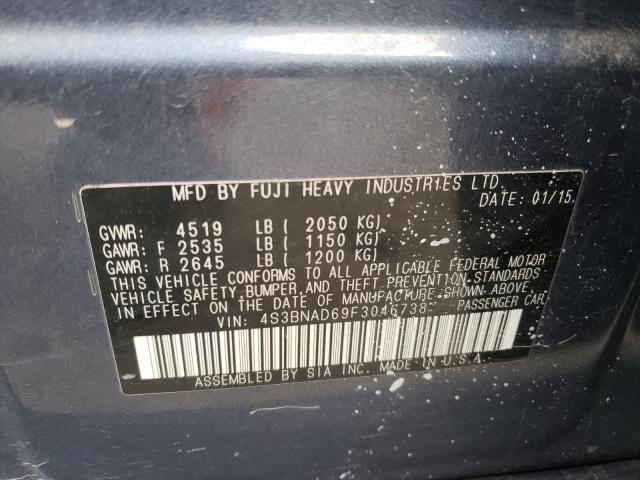 MFD BY FUJI HEAVY INDUSTRIES LTD.
DATE: 01/15
GVWR: 4519 LB ( 2050 KG)
GAWR: F 2535 LB ( 1150 KG)
GAWR: R 2645 LB ( 1200 KG)
THIS VEHICLE CONFORMS TO ALL APPLICABLE FEDERAL MOTOR
VEHICLE SAFETY, BUMPER AND THEFT PREVENTION STANDARDS
IN EFFECT ON THE DATE OF MANUFACTURE SHOWN ABOVE.
VIN: 4S3BNAD69F3046738 PASSENGER CAR
ASSEMBLED BY SIA INC. MADE IN U.S.A